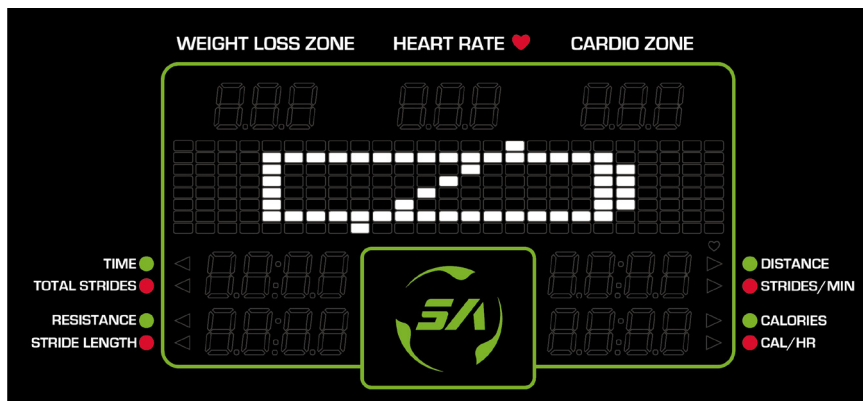 WEIGHT LOSS ZONE HEART RATE CARDIO ZONE
TIME DISTANCE
TOTAL STRIDES STRIDES/MIN
RESISTANCE CALORIES
STRIDE LENGTH CAL/HR
SA